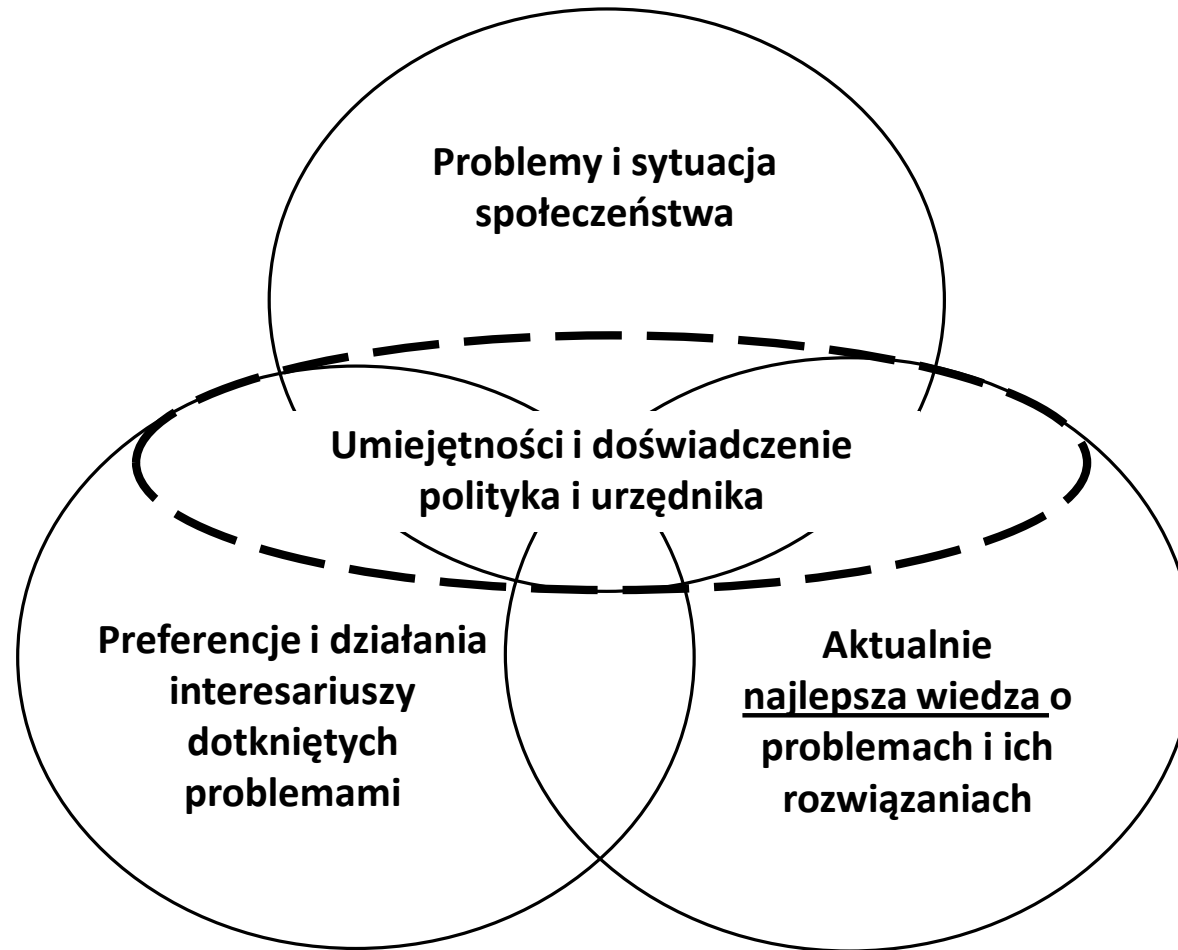 Problemy i sytuacja
społeczeństwa
Umiejętności i doświadczenie
polityka i urzędnika
Preferencje i działania
interesariuszy
dotkniętych
problemami
Aktualnie
najlepsza wiedza o
problemach i ich
rozwiązaniach